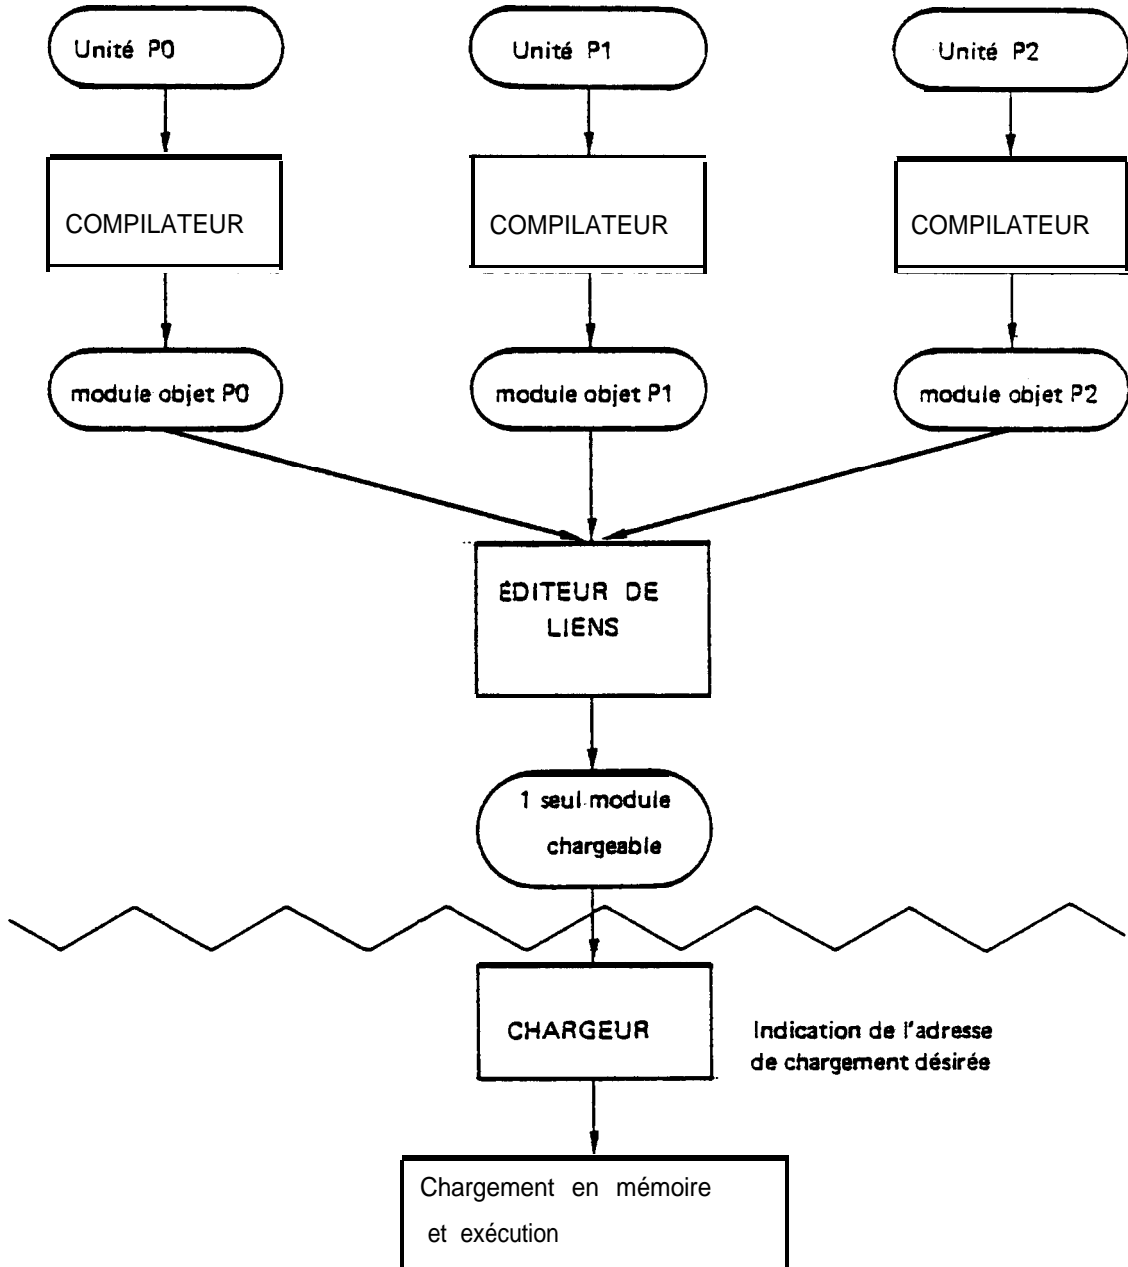 Unité P0
Unité P1
Unité P2
COMPILATEUR
COMPILATEUR
COMPILATEUR
module objet P0
module objet P1
module objet P2
ÉDITEUR DE
LIENS
1 seul module
chargeable
CHARGEUR
Indication de l'adresse
de chargement désirée
Chargement en mémoire
et exécution